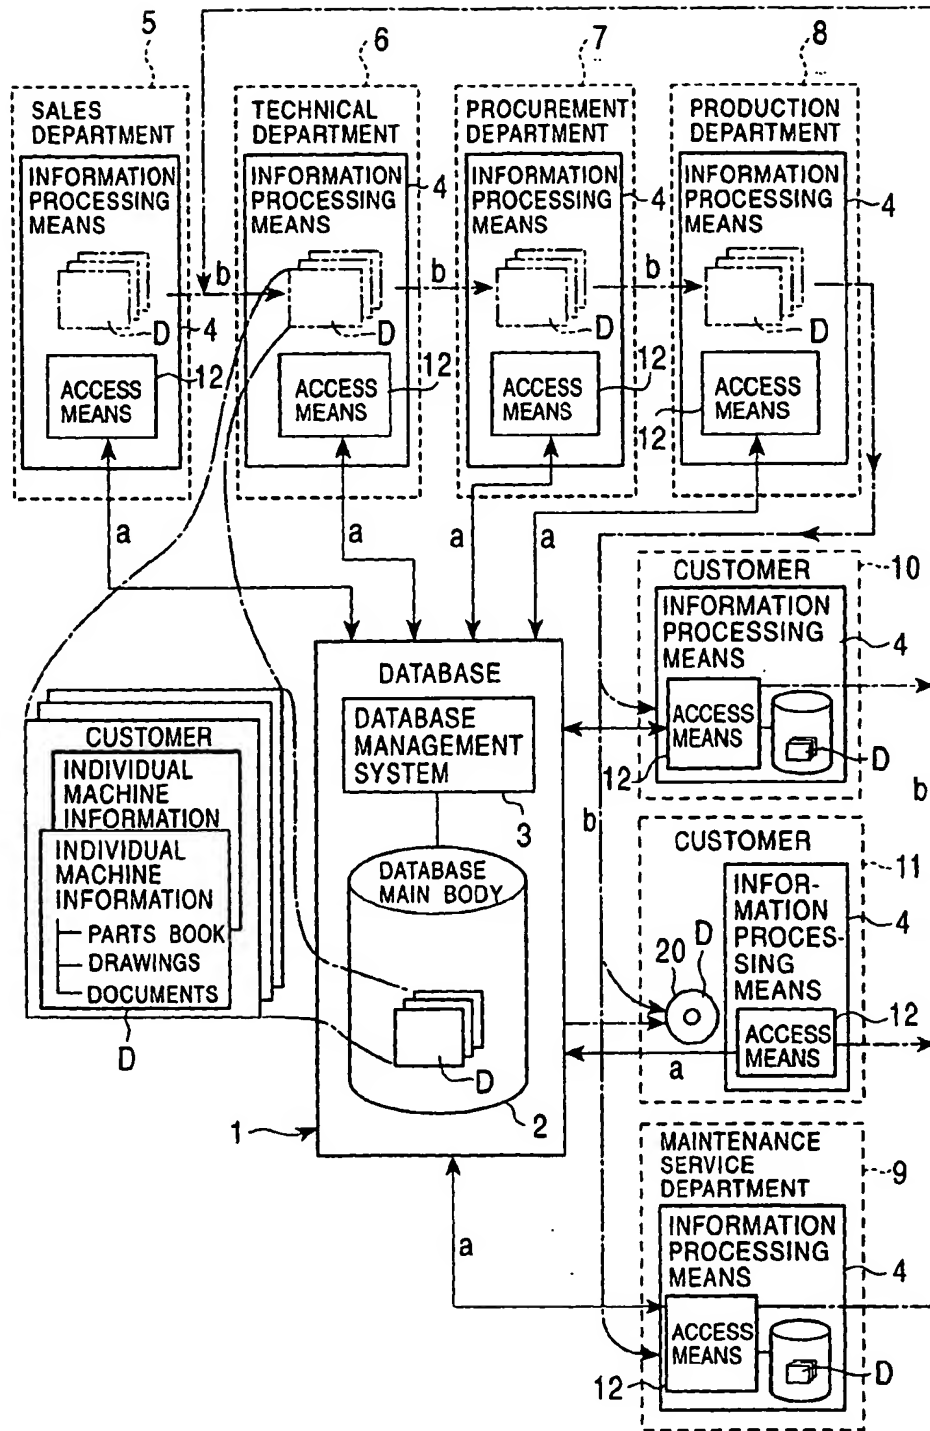 5
6
7
8
SALES
DEPARTMENT
INFORMATION
PROCESSING
MEANS
D
4
12
ACCESS
MEANS
a
b
TECHNICAL
DEPARTMENT
INFORMATION
PROCESSING
MEANS
4
D
12
ACCESS
MEANS
a
b
PROCUREMENT
DEPARTMENT
INFORMATION
PROCESSING
MEANS
4
D
12
ACCESS
MEANS
a
b
PRODUCTION
DEPARTMENT
INFORMATION
PROCESSING
MEANS
4
D
12
ACCESS
MEANS
a
CUSTOMER
INDIVIDUAL
MACHINE
INFORMATION
INDIVIDUAL
MACHINE
INFORMATION
PARTS BOOK
DRAWINGS
DOCUMENTS
D
DATABASE
DATABASE
MANAGEMENT
SYSTEM
3
DATABASE
MAIN BODY
D
2
1
a
b
CUSTOMER
10
INFORMATION
PROCESSING
MEANS
4
ACCESS
MEANS
12
D
b
CUSTOMER
11
INFOR-
MATION
PROCES-
SING
MEANS
4
20
D
12
ACCESS
MEANS
a
MAINTENANCE
SERVICE
DEPARTMENT
9
INFORMATION
PROCESSING
MEANS
4
ACCESS
MEANS
12
D